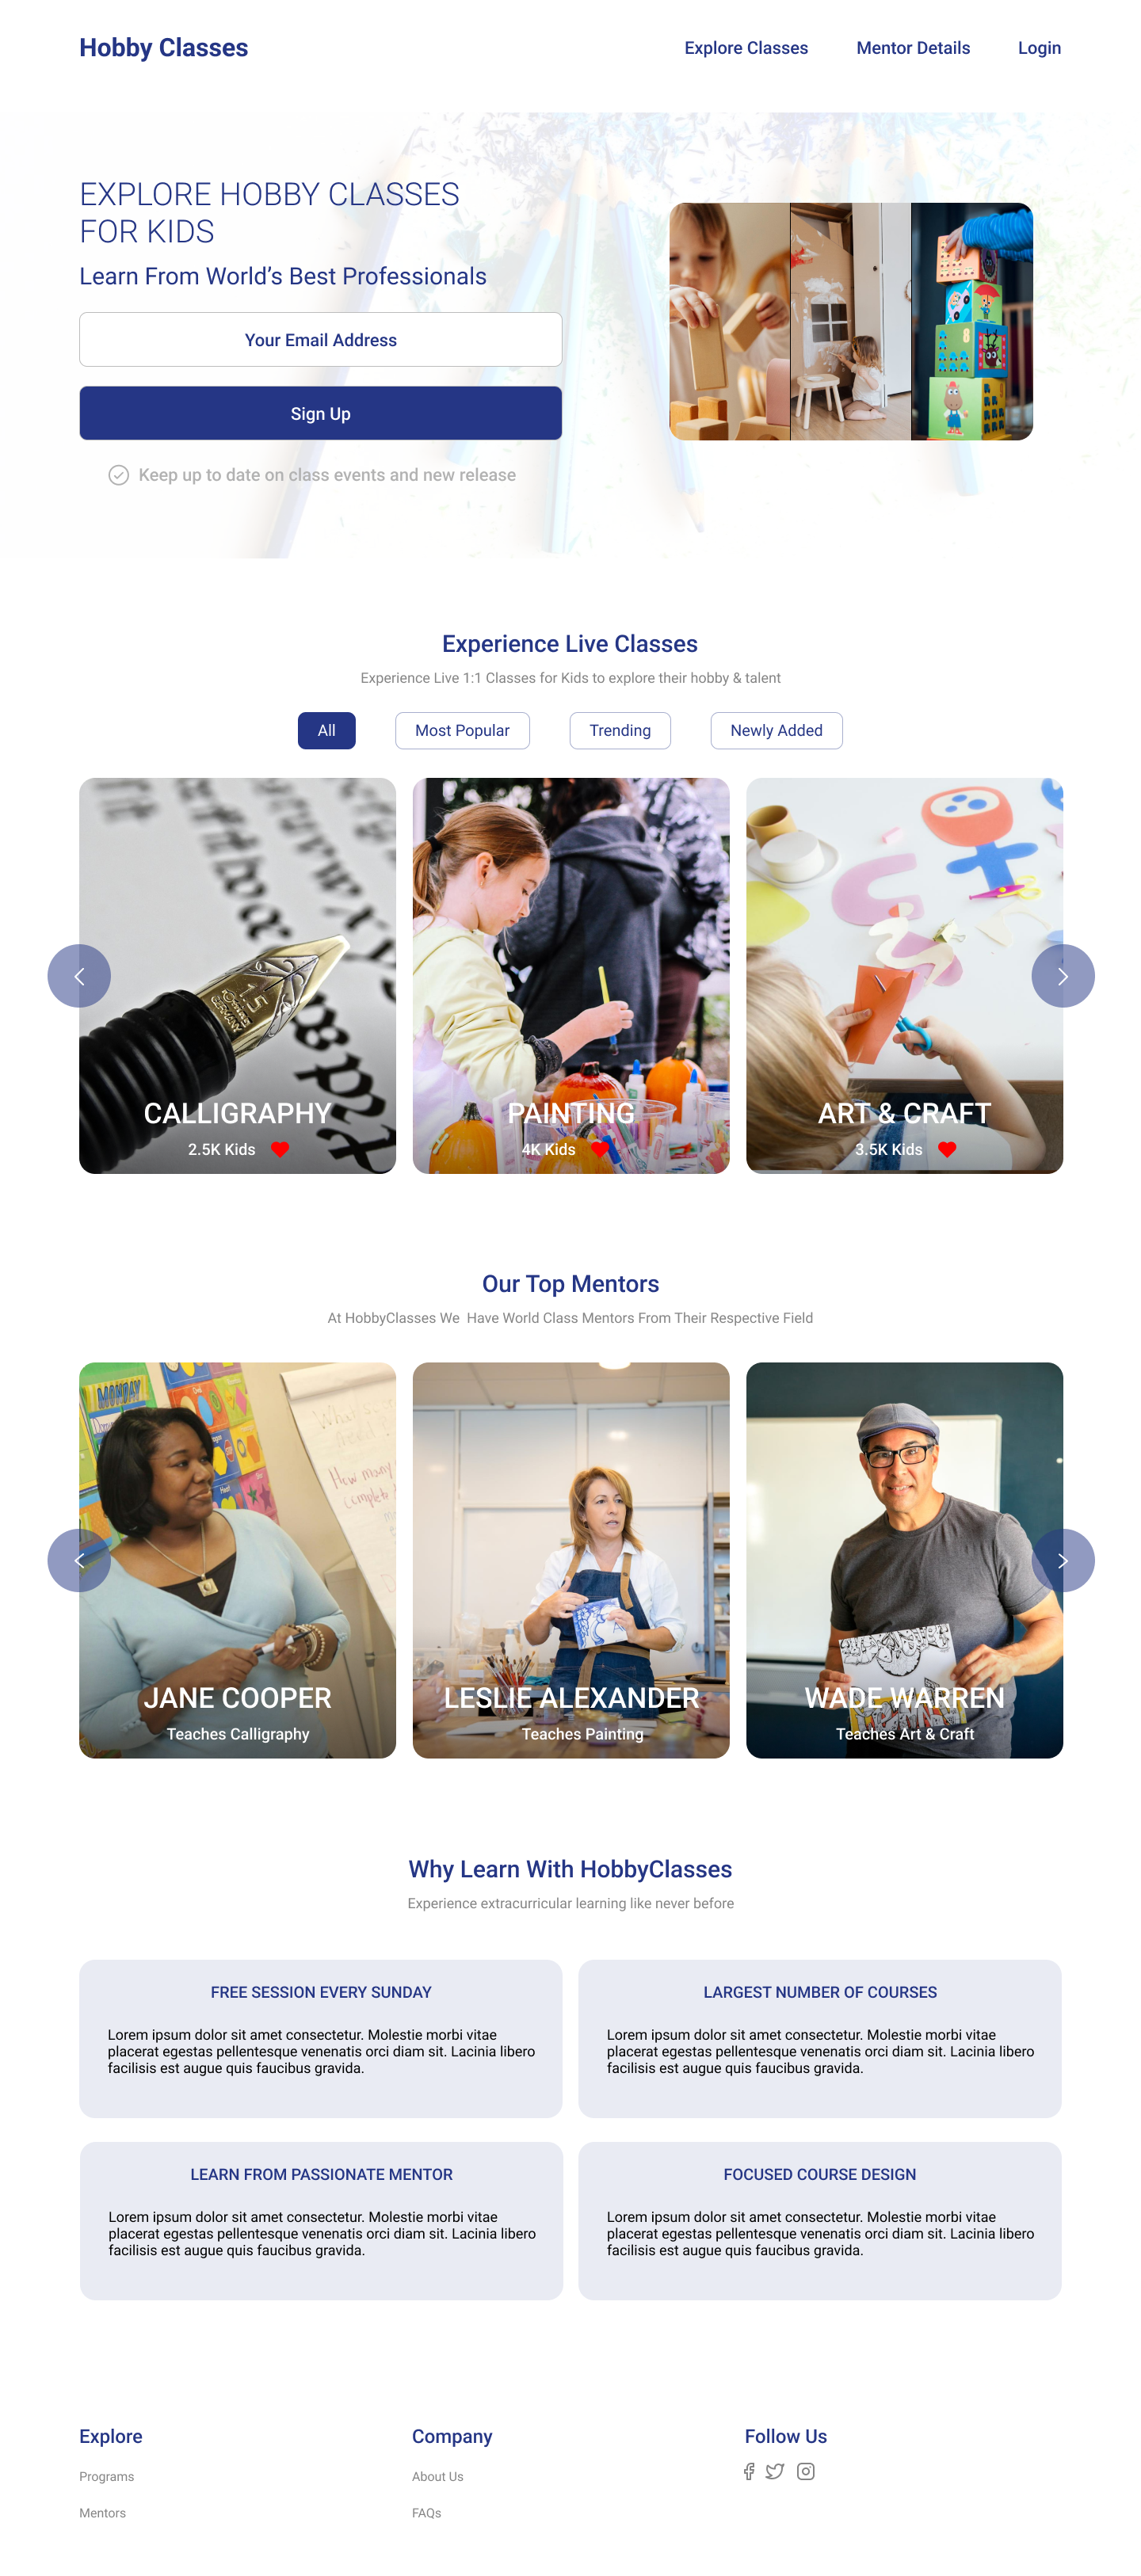 Hobby Classes
Explore Classes
Mentor Details
Login
EXPLORE HOBBY CLASSES
FOR KIDS
Learn From World’s Best Professionals
Your Email Address
Sign Up
Keep up to date on class events and new release
Experience Live Classes
Experience Live 1:1 Classes for Kids to explore their hobby & talent
All
Most Popular
Trending
Newly Added
1.5
GERMANY
CALLIGRAPHY
2.5K Kids
PAINTING
4K Kids
ART & CRAFT
3.5K Kids
Our Top Mentors
At HobbyClasses We  Have World Class Mentors From Their Respective Field
MONDAY
How many
JANE COOPER
Teaches Calligraphy
LESLIE ALEXANDER
Teaches Painting
WADE WARREN
Teaches Art & Craft
Why Learn With HobbyClasses
Experience extracurricular learning like never before
FREE SESSION EVERY SUNDAY
Lorem ipsum dolor sit amet consectetur. Molestie morbi vitae
placerat egestas pellentesque venenatis orci diam sit. Lacinia libero
facilisis est augue quis faucibus gravida.
LARGEST NUMBER OF COURSES
Lorem ipsum dolor sit amet consectetur. Molestie morbi vitae
placerat egestas pellentesque venenatis orci diam sit. Lacinia libero
facilisis est augue quis faucibus gravida.
LEARN FROM PASSIONATE MENTOR
Lorem ipsum dolor sit amet consectetur. Molestie morbi vitae
placerat egestas pellentesque venenatis orci diam sit. Lacinia libero
facilisis est augue quis faucibus gravida.
FOCUSED COURSE DESIGN
Lorem ipsum dolor sit amet consectetur. Molestie morbi vitae
placerat egestas pellentesque venenatis orci diam sit. Lacinia libero
facilisis est augue quis faucibus gravida.
Explore
Programs
Mentors
Company
About Us
FAQs
Follow Us